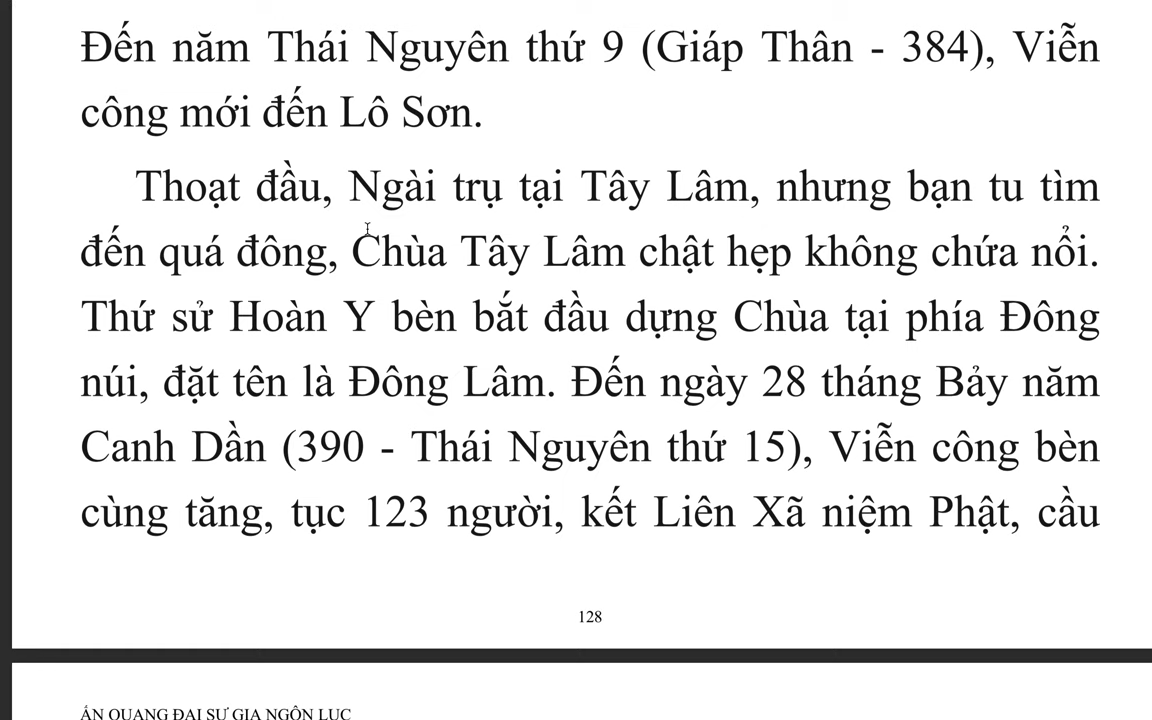 Đến năm Thái Nguyên thứ 9 (Giáp Thân - 384), Viễn
công mới đến Lô Sơn.
Thoạt đầu, Ngài trụ tại Tây Lâm, nhưng bạn tu tìm
đến quá đông, Chùa Tây Lâm chật hẹp không chứa nổi.
Thứ sử Hoàn Y bèn bắt đầu dựng Chùa tại phía Đông
núi, đặt tên là Đông Lâm. Đến ngày 28 tháng Bảy năm
Canh Dần (390 - Thái Nguyên thứ 15), Viễn công bèn
cùng tăng, tục 123 người, kết Liên Xã niệm Phật, cầu
128
ẤN QUANG ĐẠI SƯ GIA NGÔN LỤC